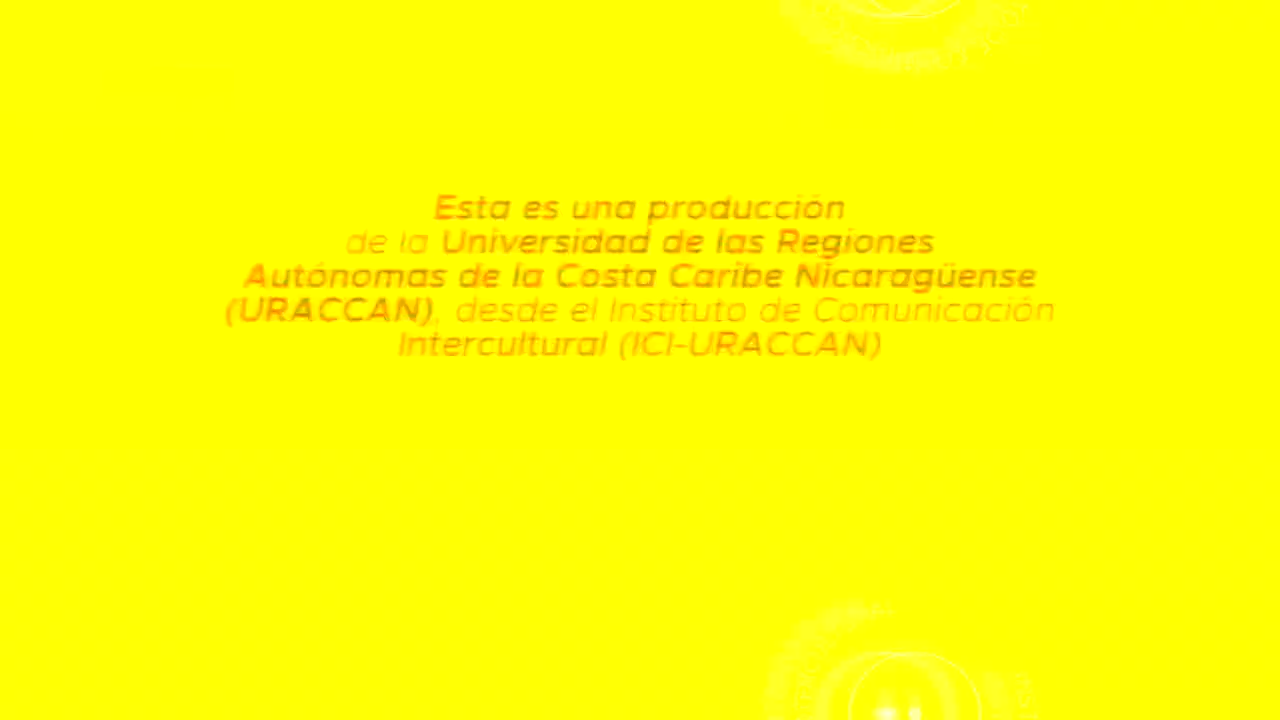 Esta es una producción
de la Universidad de las Regiones
Autónomas de la Costa Caribe Nicaragüense
(URACCAN), desde el Instituto de Comunicación
Intercultural (ICI-URACCAN)